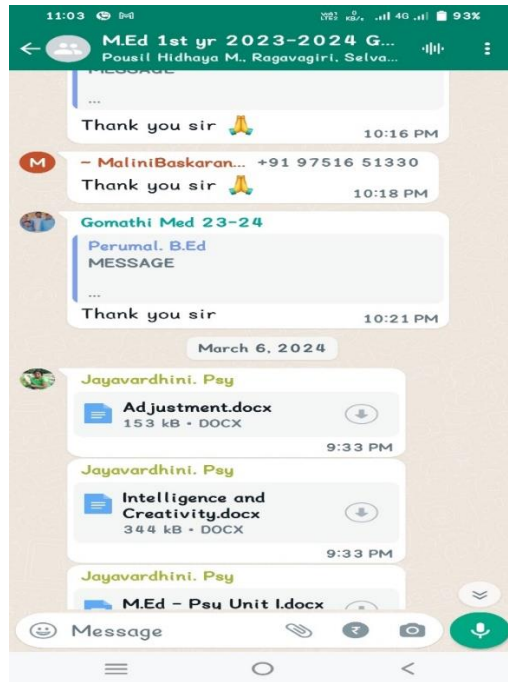 11:03
VoLTE2 KB/s 4G 93%
M.Ed 1st yr 2023-2024 G...
Pousil Hidhaya M., Ragavagiri, Selva...
MESSAGE
...
Thank you sir 🙏
10:16 PM
M
~ MaliniBaskaran... +91 97516 51330
Thank you sir 🙏
10:18 PM
Gomathi Med 23-24
Perumal. B.Ed
MESSAGE
...
Thank you sir
10:21 PM
March 6, 2024
Jayavardhini. Psy
Adjustment.docx
153 kB • DOCX
9:33 PM
Jayavardhini. Psy
Intelligence and
Creativity.docx
344 kB • DOCX
9:33 PM
Jayavardhini. Psy
M.Ed - Psy Unit I.docx
Message
₹